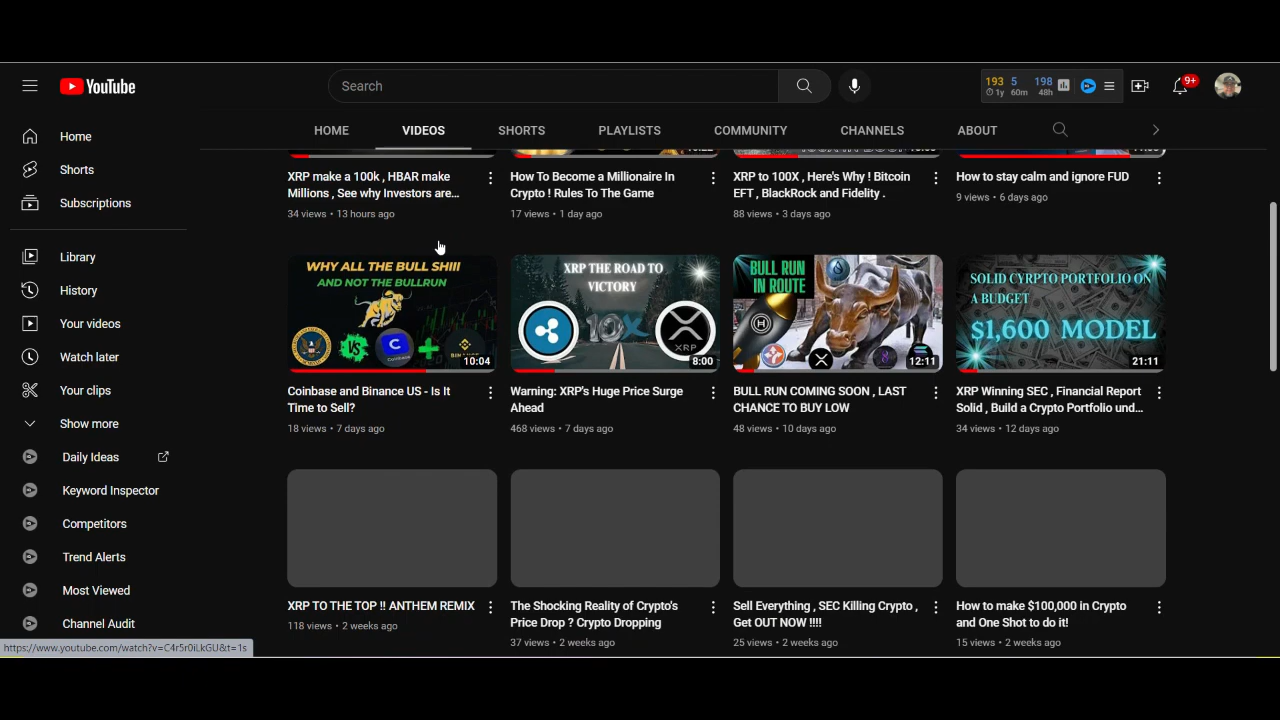 YouTube
Search
193 5 198
1y 60m 48h
9+
HOME VIDEOS SHORTS PLAYLISTS COMMUNITY CHANNELS ABOUT
Home
Shorts
Subscriptions
Library
History
Your videos
Watch later
Your clips
Show more
Daily Ideas
Keyword Inspector
Competitors
Trend Alerts
Most Viewed
Channel Audit
XRP make a 100k , HBAR make
Millions , See why Investors are...
34 views • 13 hours ago
How To Become a Millionaire In
Crypto ! Rules To The Game
17 views • 1 day ago
XRP to 100X , Here's Why ! Bitcoin
EFT , BlackRock and Fidelity .
88 views • 3 days ago
How to stay calm and ignore FUD
9 views • 6 days ago
WHY ALL THE BULL SHIII
AND NOT THE BULLRUN
VS
Coinbase
10:04
Coinbase and Binance US - Is It
Time to Sell?
18 views • 7 days ago
XRP THE ROAD TO
VICTORY
10X
XRP
8:00
Warning: XRP's Huge Price Surge
Ahead
468 views • 7 days ago
BULL RUN
IN ROUTE
12:11
BULL RUN COMING SOON , LAST
CHANCE TO BUY LOW
48 views • 10 days ago
SOLID CYRPTO PORTFOLIO ON
A BUDGET
$1,600 MODEL
21:11
XRP Winning SEC , Financial Report
Solid , Build a Crypto Portfolio und...
34 views • 12 days ago
XRP TO THE TOP !! ANTHEM REMIX
118 views • 2 weeks ago
The Shocking Reality of Crypto's
Price Drop ? Crypto Dropping
37 views • 2 weeks ago
Sell Everything , SEC Killing Crypto ,
Get OUT NOW !!!!
25 views • 2 weeks ago
How to make $100,000 in Crypto
and One Shot to do it!
15 views • 2 weeks ago
https://www.youtube.com/watch?v=C4r5r0iLkGU&t=1s